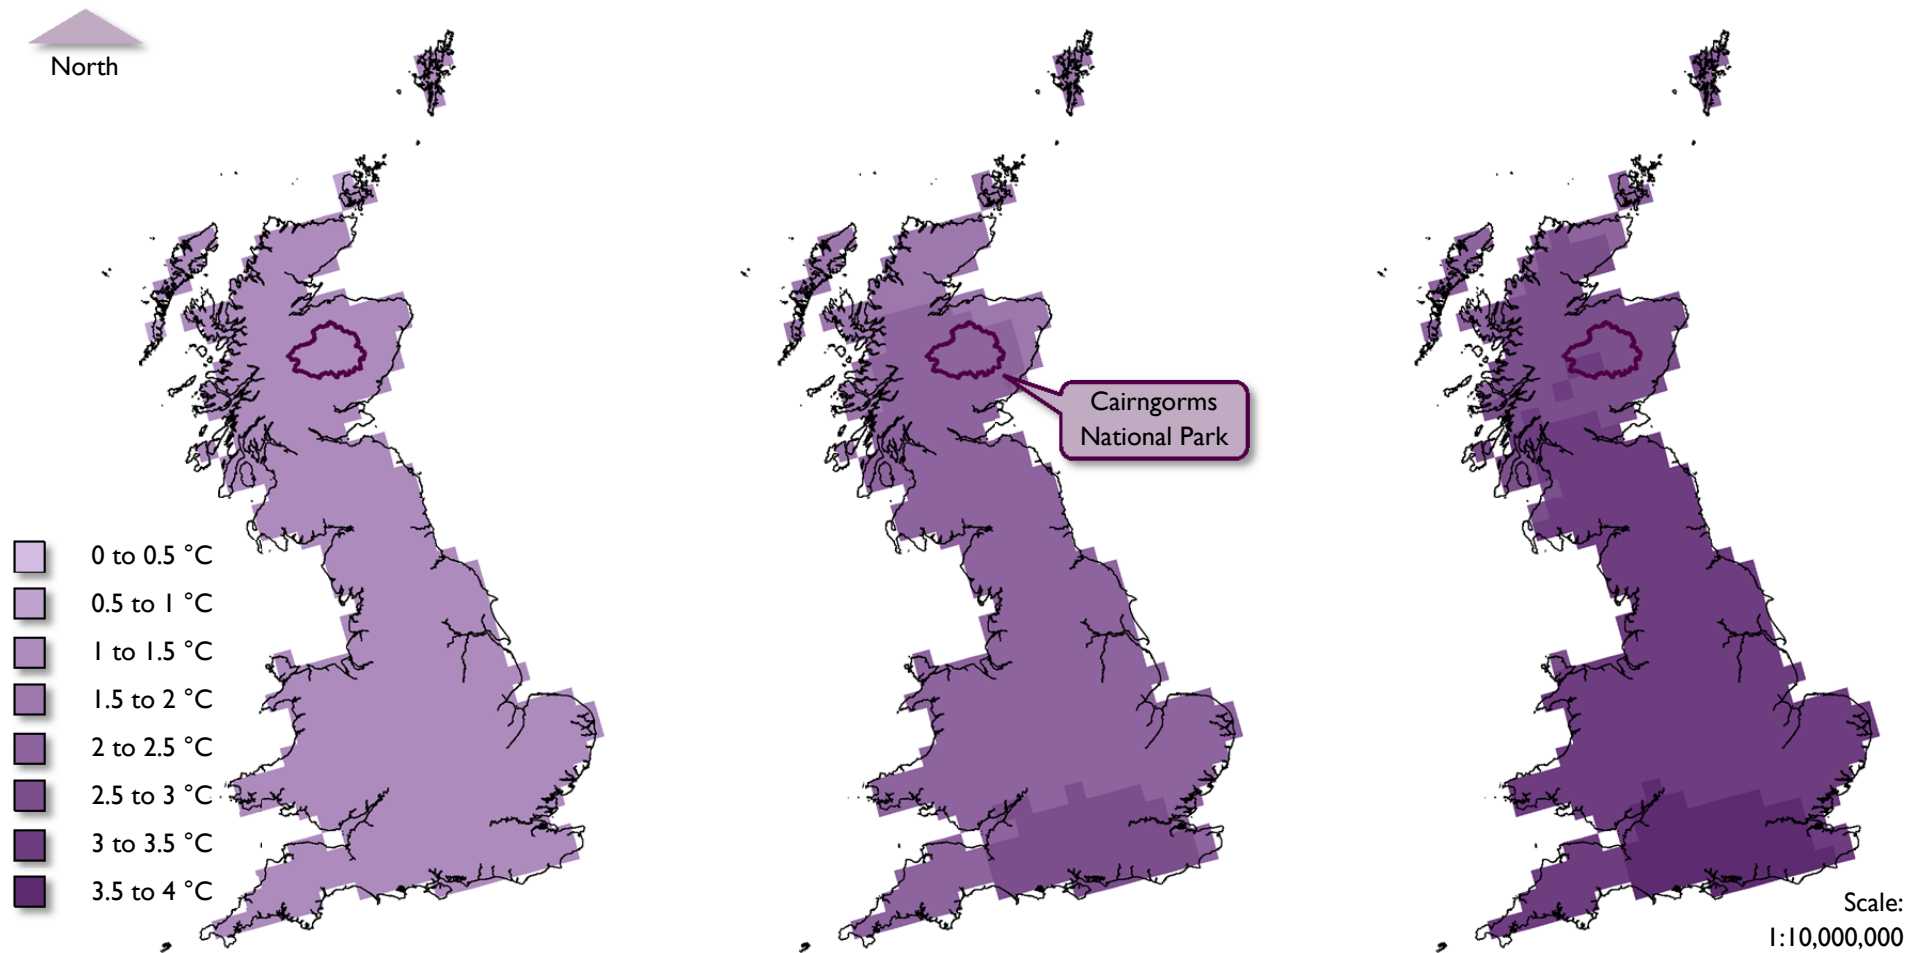 North
Cairngorms
National Park
0 to 0.5 °C
0.5 to 1 °C
1 to 1.5 °C
1.5 to 2 °C
2 to 2.5 °C
2.5 to 3 °C
3 to 3.5 °C
3.5 to 4 °C
Scale:
1:10,000,000